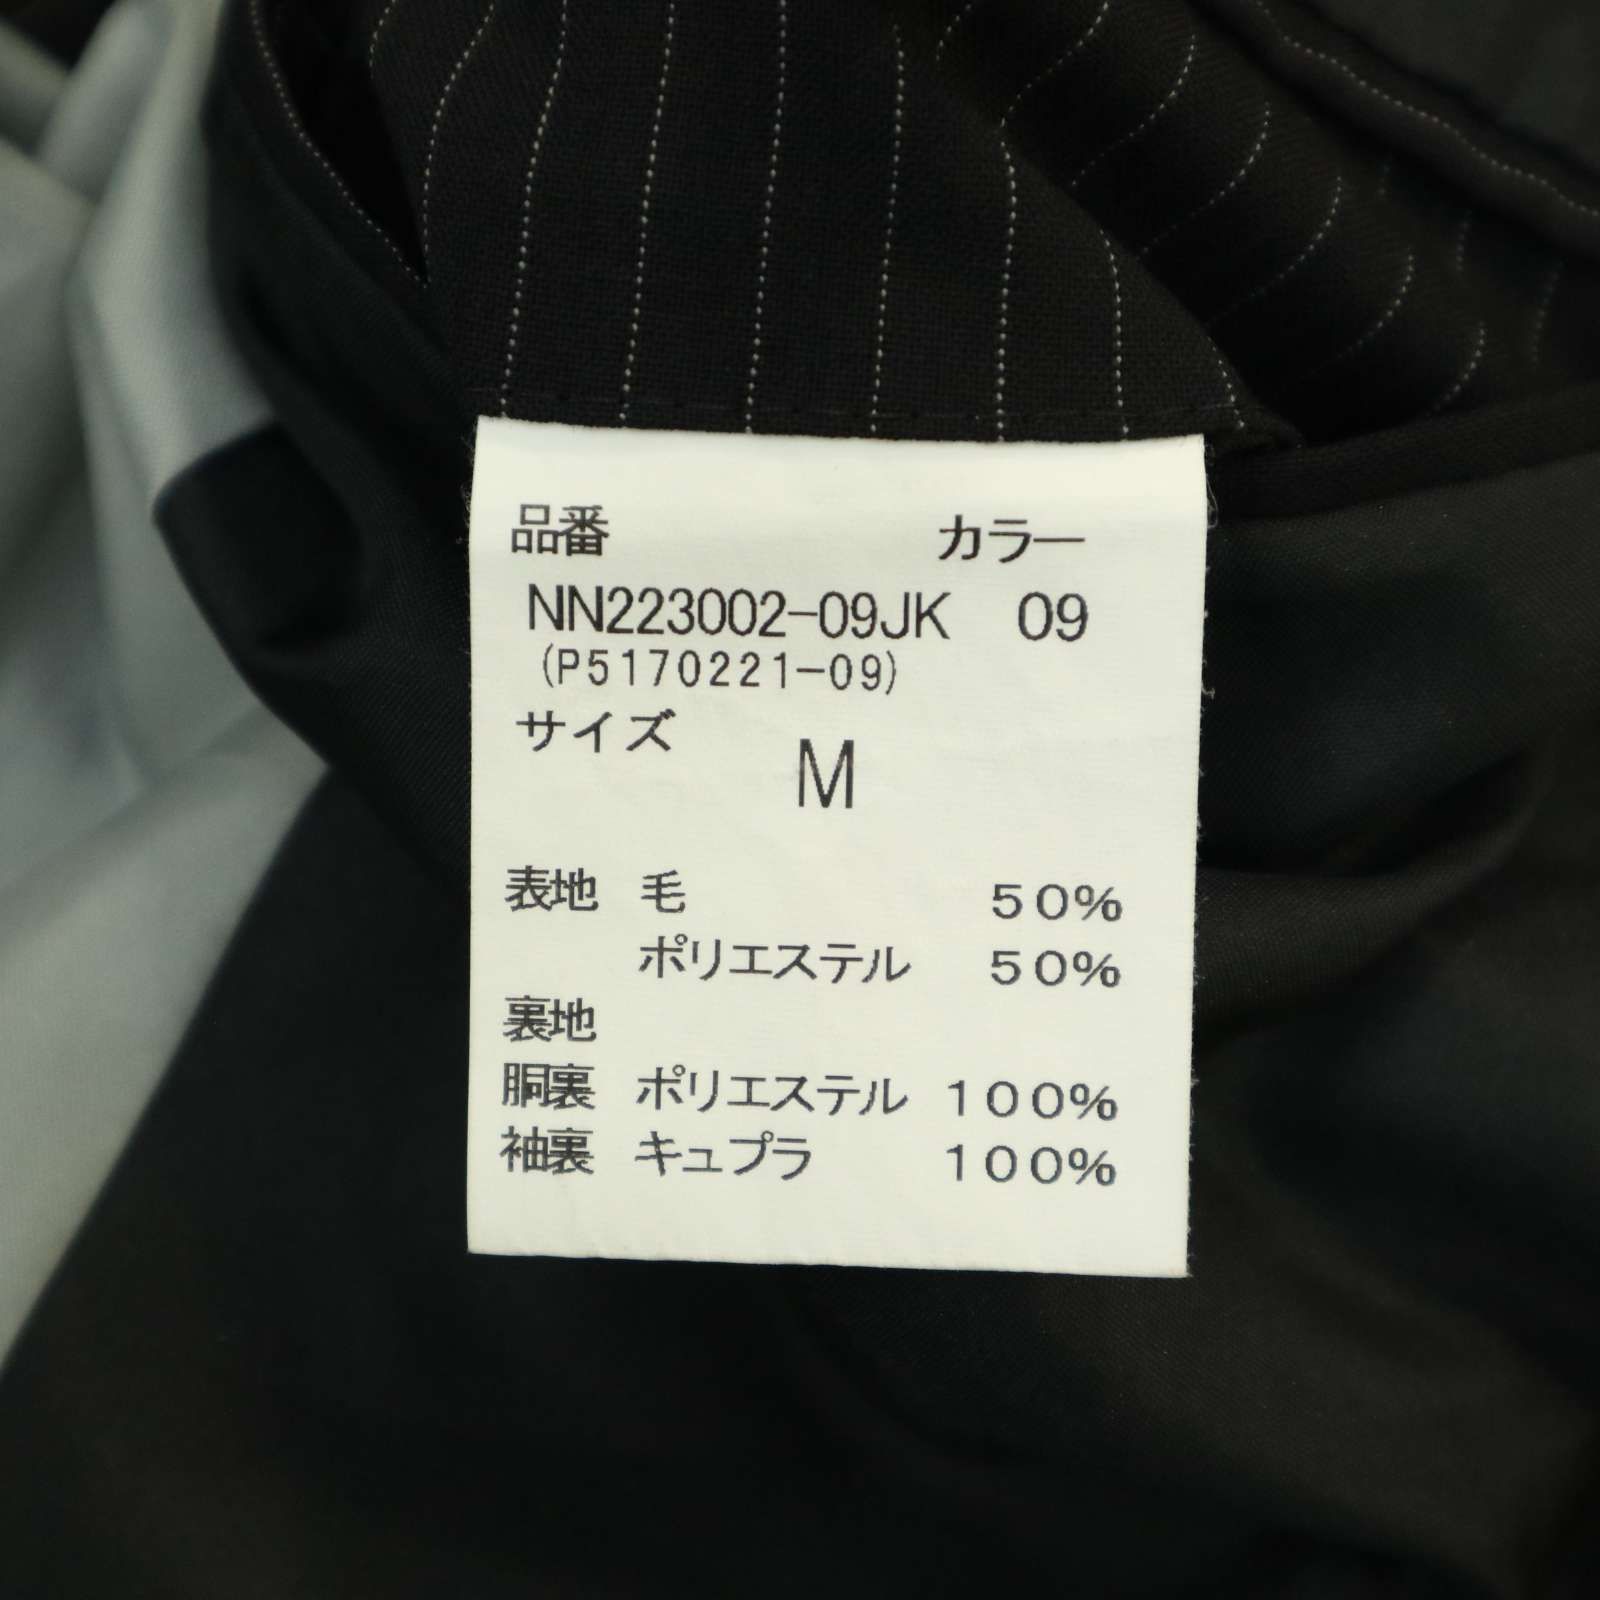 品番 カラー
NN223002-09JK 09
(P5170221-09)
サイズ
M
表地 毛 50%
ポリエステル 50%
裏地
胴裏 ポリエステル 100%
袖裏 キュプラ 100%